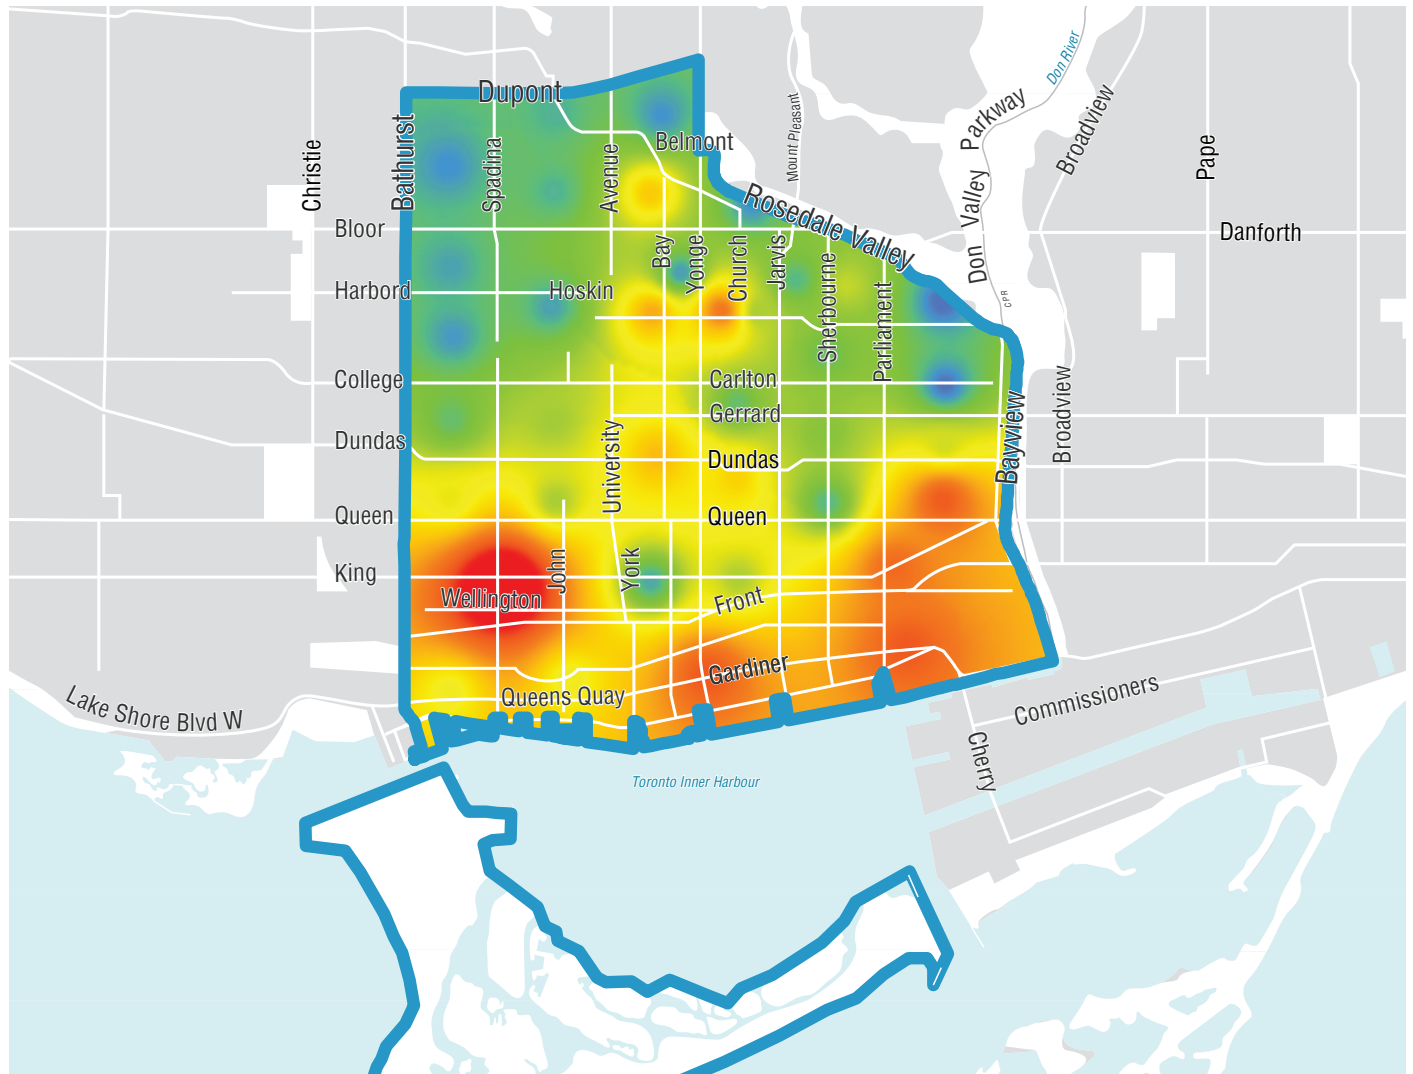 Don River
Dupont
Don Valley Parkway
Broadview
Mount Pleasant
Belmont
Christie
Bathurst
Spadina
Avenue
Pape
Rosedale Valley
Bloor
Danforth
Bay
Yonge
Church
Jarvis
Sherbourne
Parliament
Harbord
Hoskin
CPR
College
Carlton
Gerrard
Broadview
Bayview
Dundas
University
Dundas
Queen
Queen
King
John
York
Wellington
Front
Gardiner
Queens Quay
Lake Shore Blvd W
Commissioners
Cherry
Toronto Inner Harbour